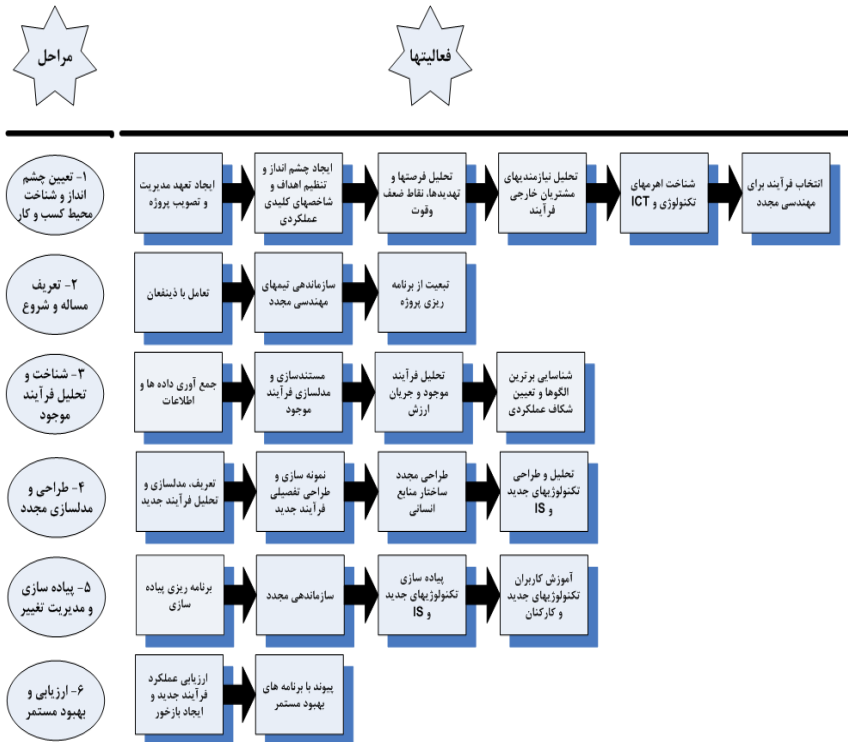 مراحل
فعالیتها
۱- تعیین چشم
انداز و شناخت
محیط کسب و کار
ایجاد تعهد مدیریت
و تصویب پروژه
ایجاد چشم انداز و
تنظیم اهداف و
شاخصهای کلیدی
عملکردی
تحلیل فرصتها و
تهدیدها، نقاط ضعف
وقوت
تحلیل نیازمندیهای
مشتریان خارجی
فرآیند
شناخت اهرمهای
تکنولوژی و ICT
انتخاب فرآیند برای
مهندسی مجدد
۲- تعریف
مساله و شروع
تعامل با ذینفعان
سازماندهی تیمهای
مهندسی مجدد
تبعیت از برنامه
ریزی پروژه
۳- شناخت و
تحلیل فرآیند
موجود
جمع آوری داده ها و
اطلاعات
مستندسازی و
مدلسازی فرآیند
موجود
تحلیل فرآیند
موجود و جریان
ارزش
شناسایی برترین
الگوها و تعیین
شکاف عملکردی
۴- طراحی و
مدلسازی مجدد
تعریف، مدلسازی و
تحلیل فرآیند جدید
نمونه سازی و
طراحی تفصیلی
فرآیند جدید
طراحی مجدد
ساختار منابع
انسانی
تحلیل و طراحی
تکنولوژیهای جدید
و IS
۵- پیاده سازی
و مدیریت تغییر
برنامه ریزی پیاده
سازی
سازماندهی مجدد
پیاده سازی
تکنولوژیهای جدید
و IS
آموزش کاربران
تکنولوژیهای جدید
و کارکنان
۶- ارزیابی و
بهبود مستمر
ارزیابی عملکرد
فرآیند جدید و
ایجاد بازخور
پیوند با برنامه های
بهبود مستمر